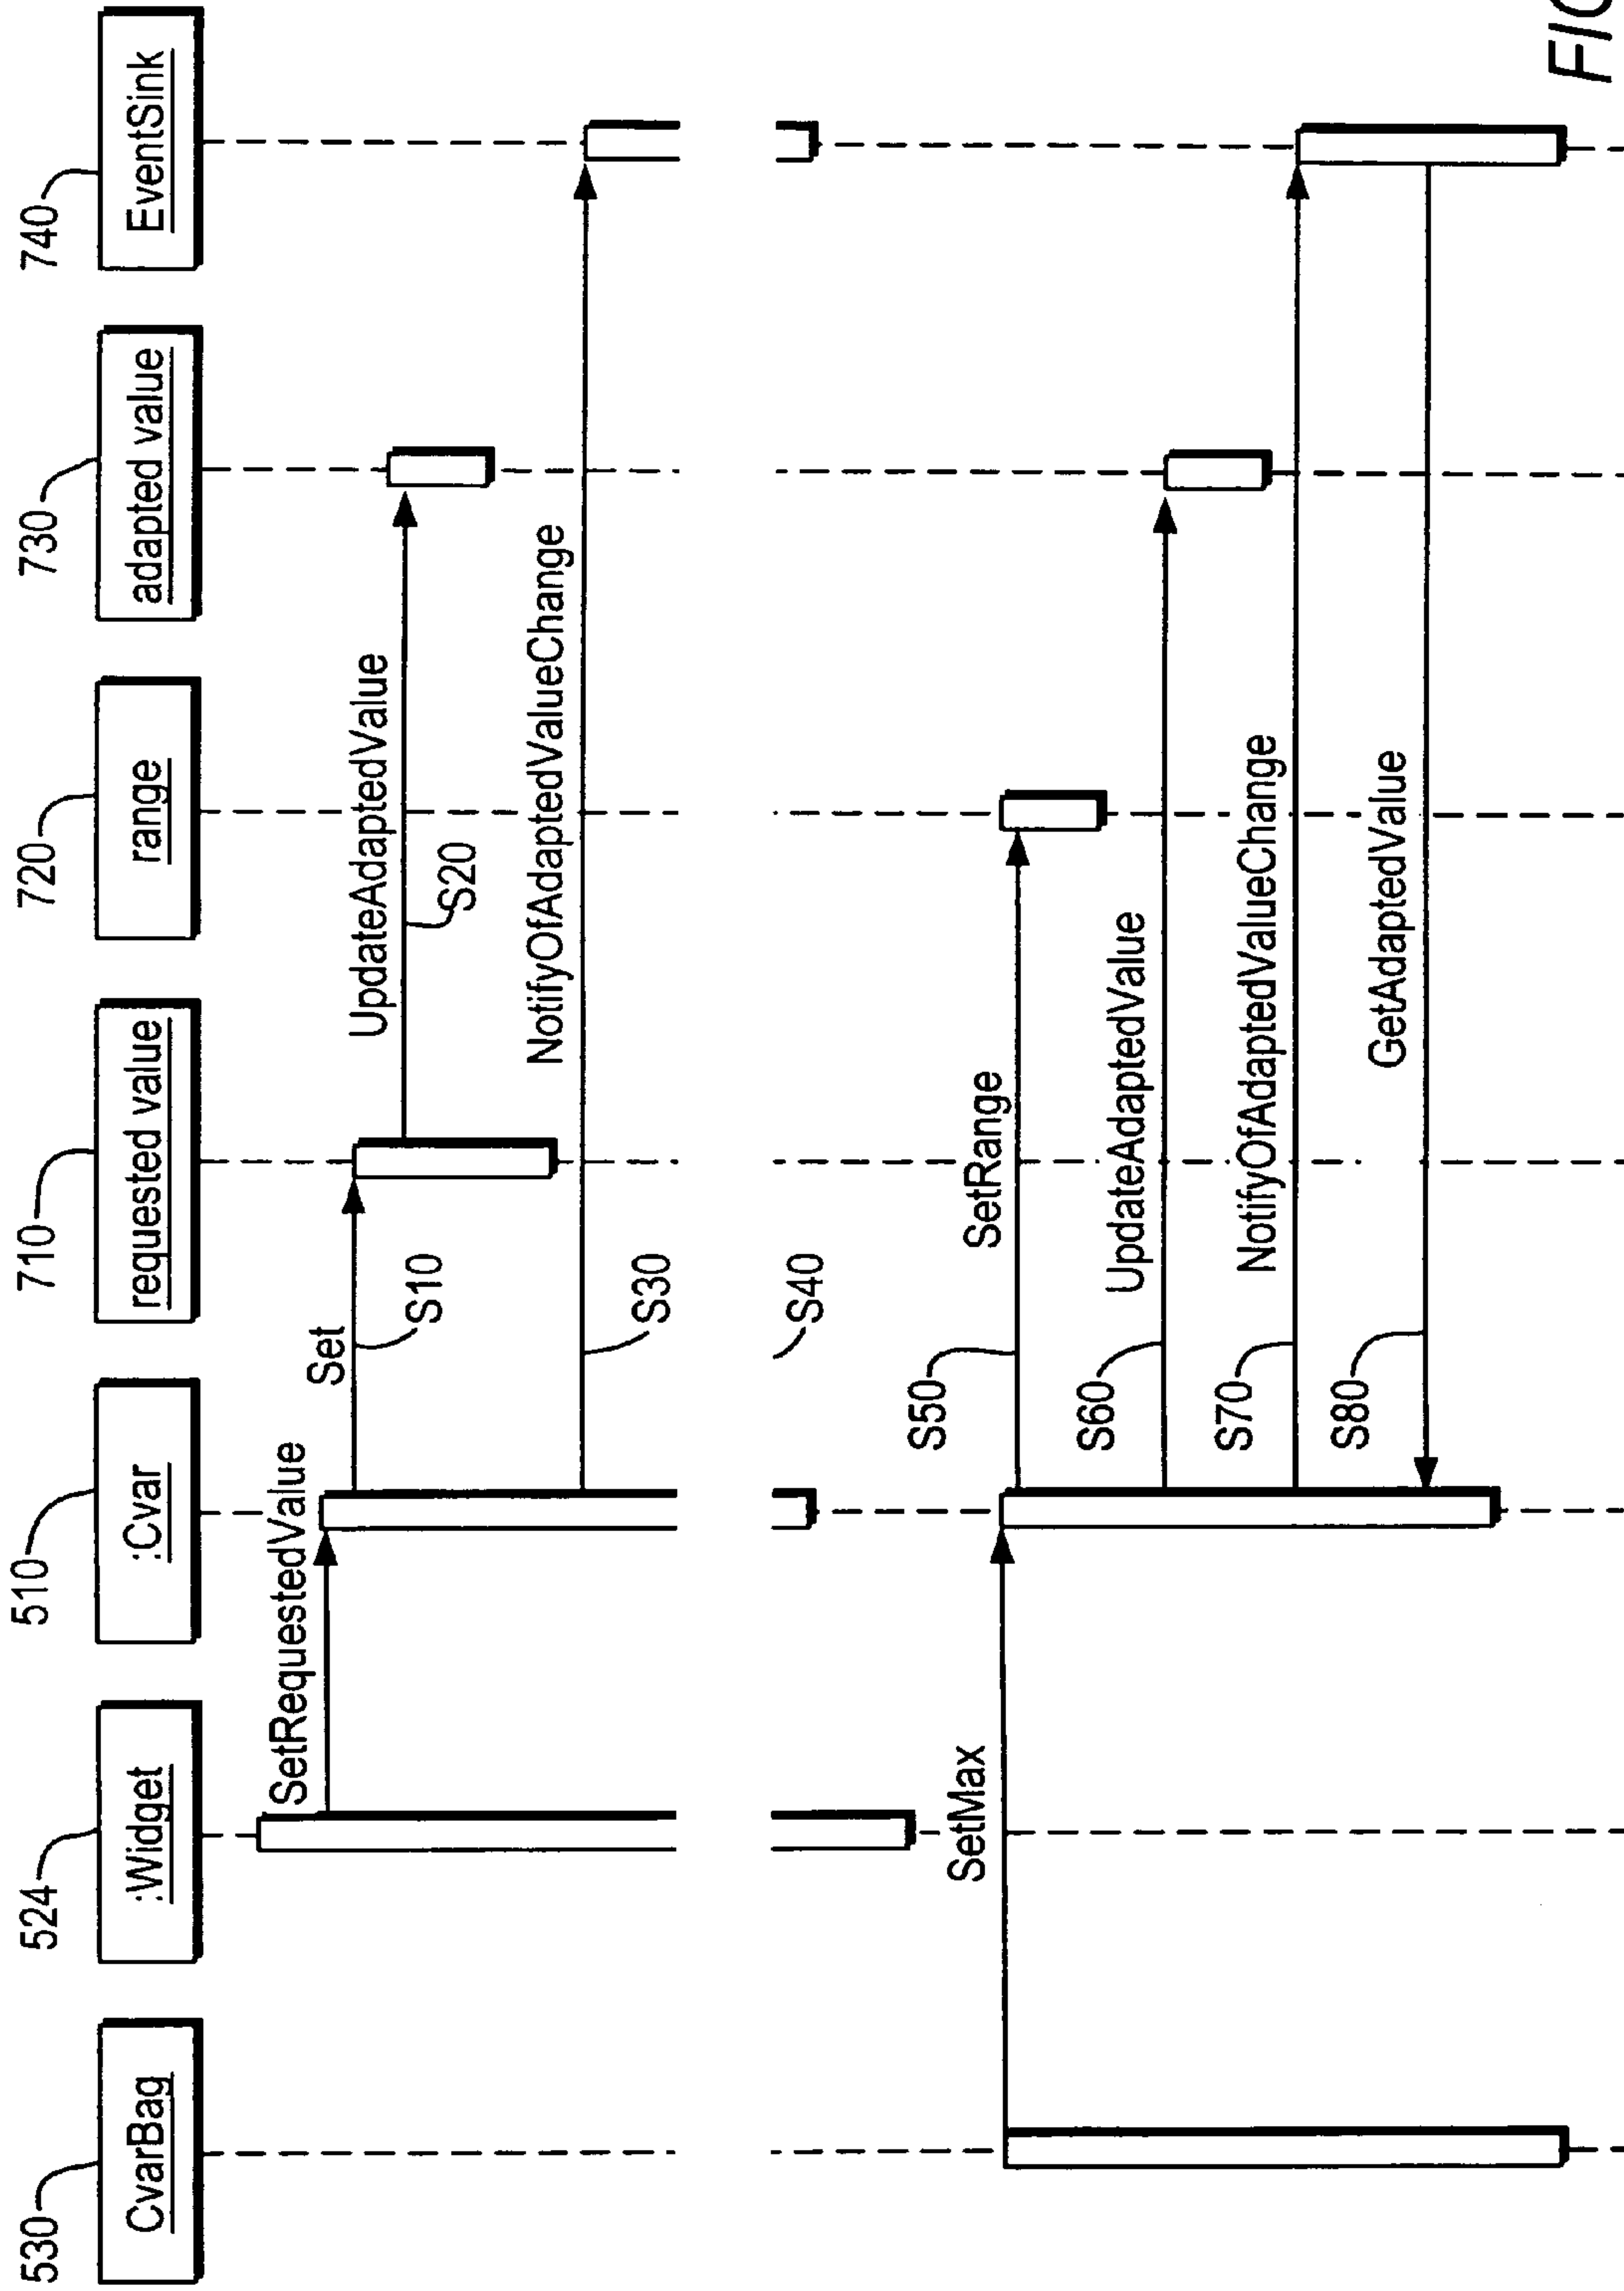 530
CvarBag
524
:Widget
510
:Cvar
710
requested value
720
range
730
adapted value
740
EventSink
SetRequestedValue
Set
S10
UpdateAdaptedValue
S20
NotifyOfAdaptedValueChange
S30
S40
SetMax
S50
SetRange
S60
UpdateAdaptedValue
S70
NotifyOfAdaptedValueChange
S80
GetAdaptedValue